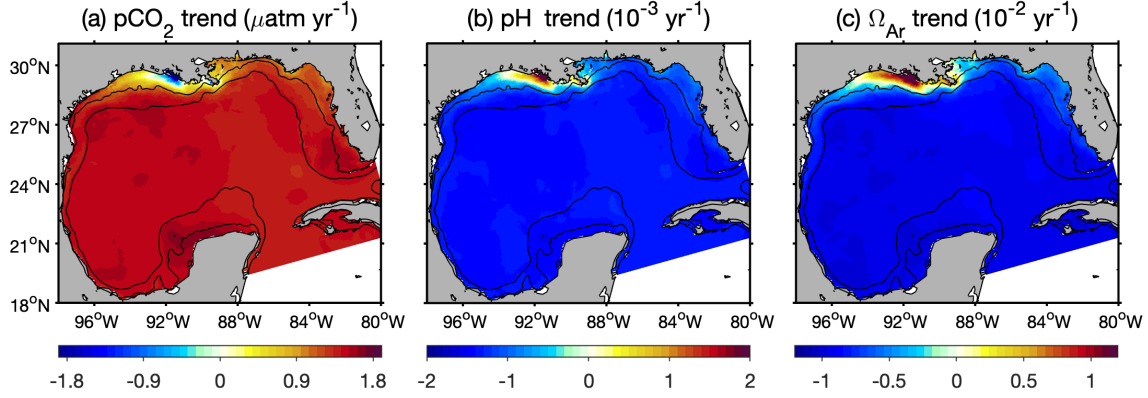 (a) pCO₂ trend (μatm yr⁻¹)
(b) pH trend (10⁻³ yr⁻¹)
(c) Ω_Ar trend (10⁻² yr⁻¹)
30°N
27°N
24°N
21°N
18°N
96°W 92°W 88°W 84°W 80°W
96°W 92°W 88°W 84°W 80°W
96°W 92°W 88°W 84°W 80°W
-1.8 -0.9 0 0.9 1.8
-2 -1 0 1 2
-1 -0.5 0 0.5 1